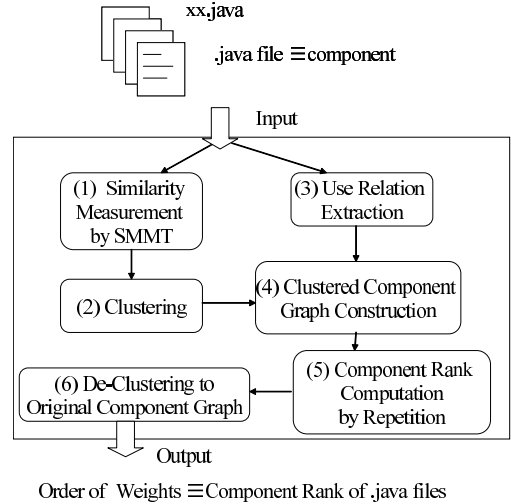 xx.java
.java file ≡component
Input
(1) Similarity
Measurement
by SMMT
(3) Use Relation
Extraction
(2) Clustering
(4) Clustered Component
Graph Construction
(5) Component Rank
Computation
by Repetition
(6) De-Clustering to
Original Component Graph
Output
Order of Weights ≡Component Rank of .java files